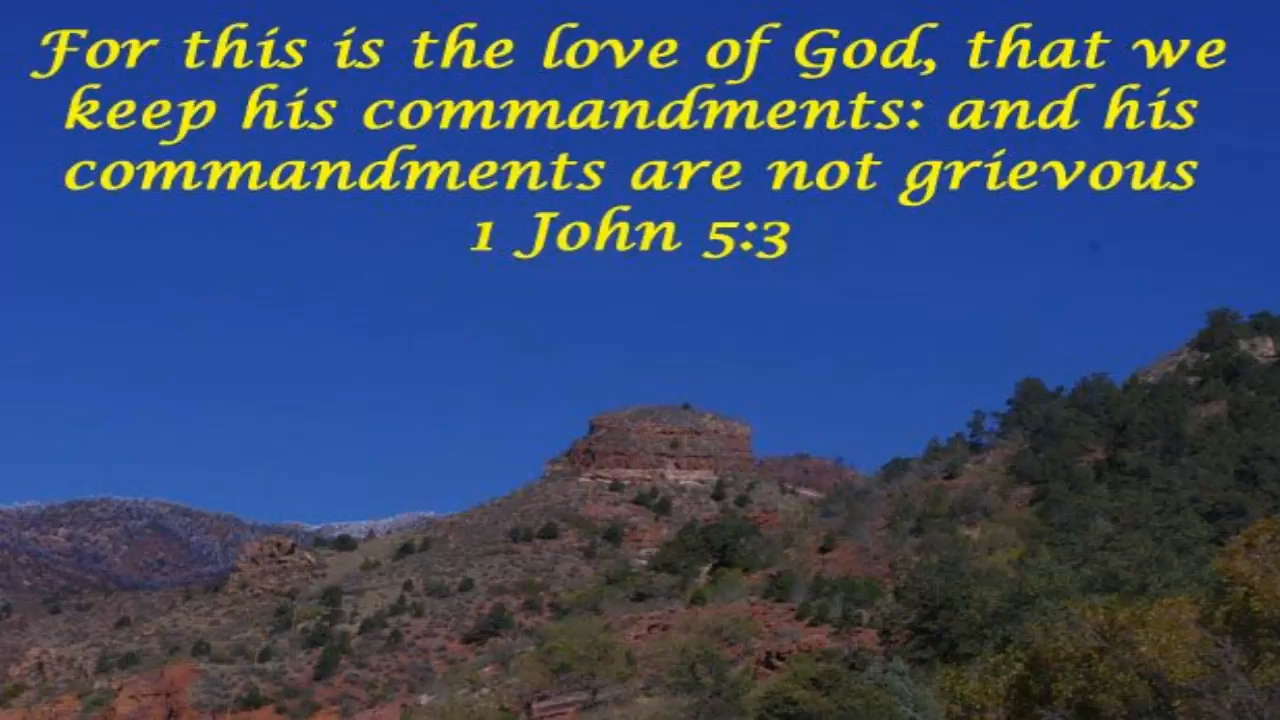 For this is the love of God, that we
keep his commandments: and his
commandments are not grievous
1 John 5:3